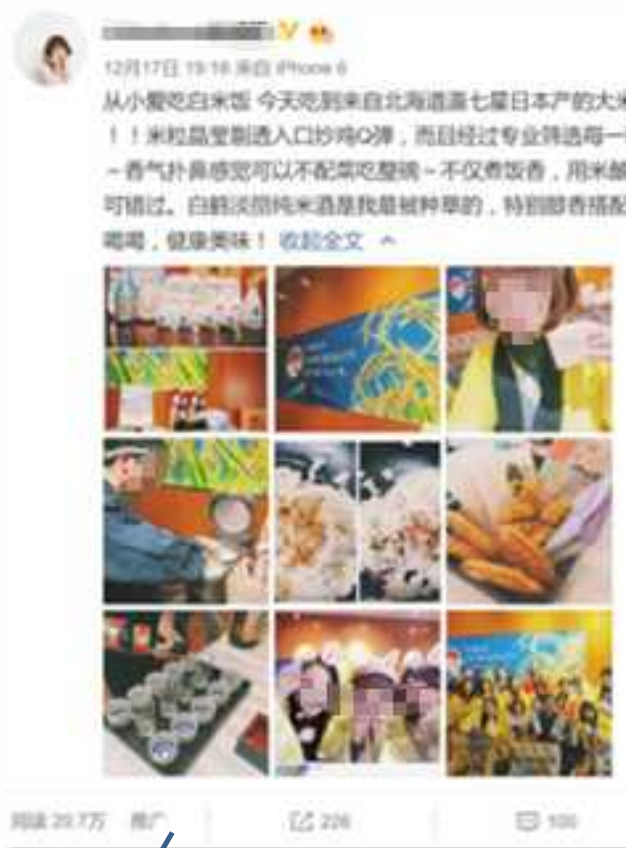 12月17日 19:16 来自 iPhone 6
从小爱吃白米饭 今天吃到来自北海道 七星日本产的大米
！！米粒晶莹剔透入口炒鸡Q弹，而且经过专业筛选每一
~香气扑鼻感觉可以不配菜吃整碗~不仅煮饭香，用米酿
可错过。白鹤淡丽纯米酒是我最被种草的，特别醇香搭配
喝喝，健康美味！ 收起全文
阅读 20.7万 推广 226 100